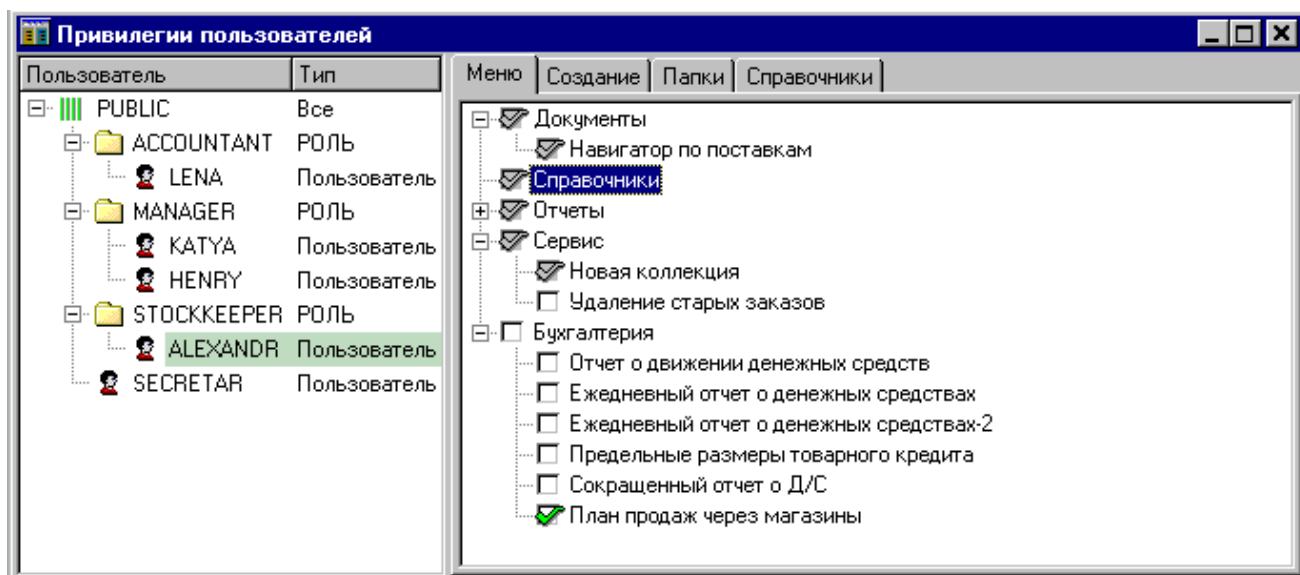 Привилегии пользователей
Пользователь Тип
PUBLIC Все
ACCOUNTANT РОЛЬ
LENA Пользователь
MANAGER РОЛЬ
KATYA Пользователь
HENRY Пользователь
STOCKKEEPER РОЛЬ
ALEXANDR Пользователь
SECRETAR Пользователь
Меню Создание Папки Справочники
Документы
Навигатор по поставкам
Справочники
Отчеты
Сервис
Новая коллекция
Удаление старых заказов
Бухгалтерия
Отчет о движении денежных средств
Ежедневный отчет о денежных средствах
Ежедневный отчет о денежных средствах-2
Предельные размеры товарного кредита
Сокращенный отчет о Д/С
План продаж через магазины